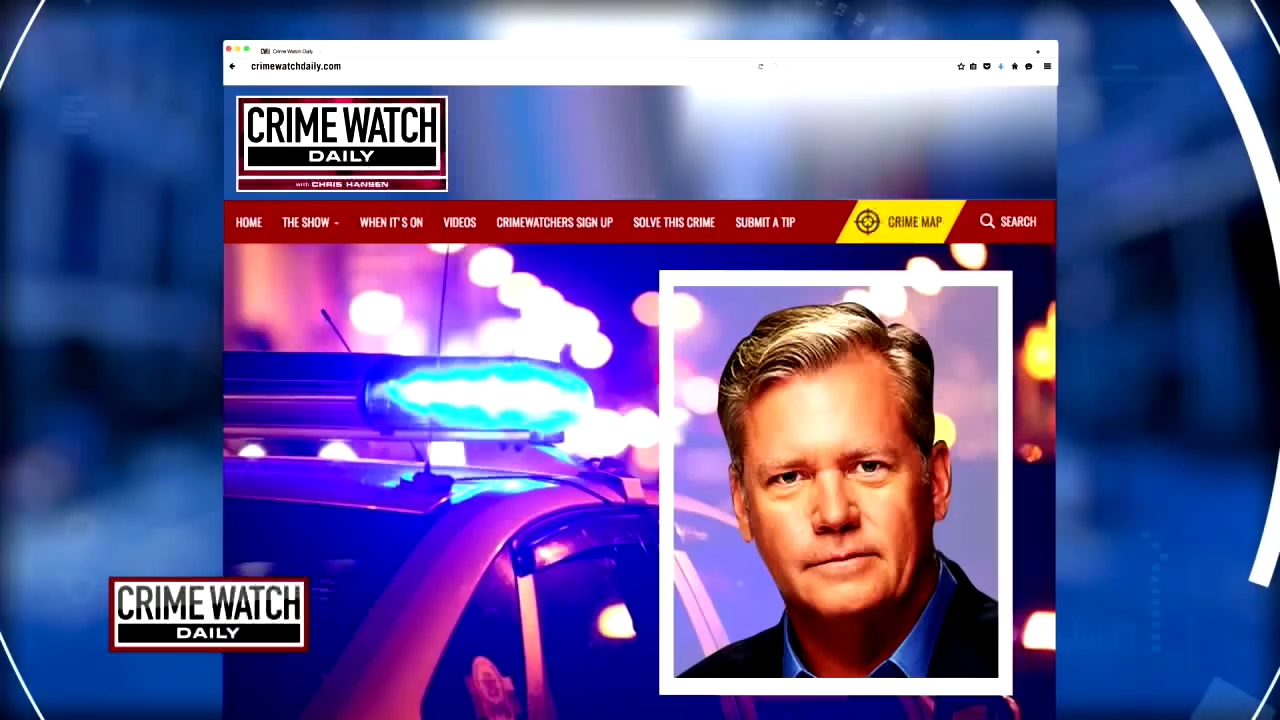 Crime Watch Daily
crimewatchdaily.com
CRIME WATCH
DAILY
with CHRIS HANSEN
HOME THE SHOW WHEN IT'S ON VIDEOS CRIMEWATCHERS SIGN UP SOLVE THIS CRIME SUBMIT A TIP CRIME MAP SEARCH
CRIME WATCH
DAILY